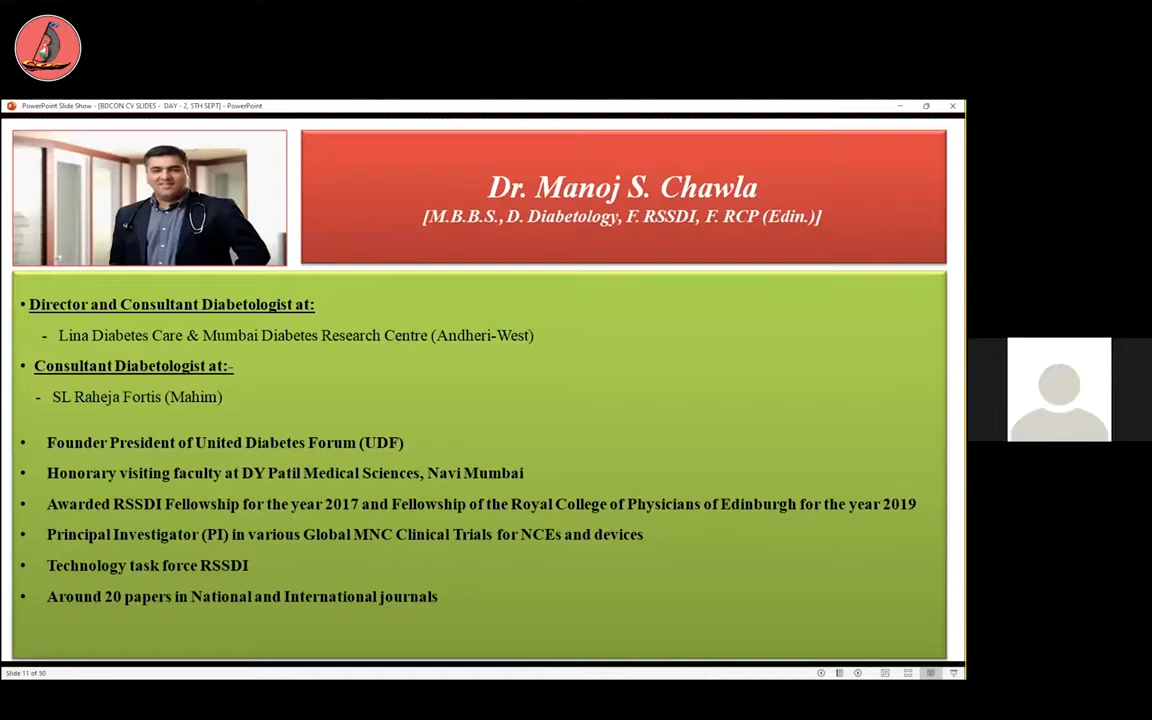 PowerPoint Slide Show - [BDCON CV SLIDES - DAY - 2, 5TH SEPT] - PowerPoint
Dr. Manoj S. Chawla
[M.B.B.S., D. Diabetology, F. RSSDI, F. RCP (Edin.)]
• Director and Consultant Diabetologist at:
- Lina Diabetes Care & Mumbai Diabetes Research Centre (Andheri-West)
• Consultant Diabetologist at:-
- SL Raheja Fortis (Mahim)
• Founder President of United Diabetes Forum (UDF)
• Honorary visiting faculty at DY Patil Medical Sciences, Navi Mumbai
• Awarded RSSDI Fellowship for the year 2017 and Fellowship of the Royal College of Physicians of Edinburgh for the year 2019
• Principal Investigator (PI) in various Global MNC Clinical Trials for NCEs and devices
• Technology task force RSSDI
• Around 20 papers in National and International journals
Slide 11 of 50